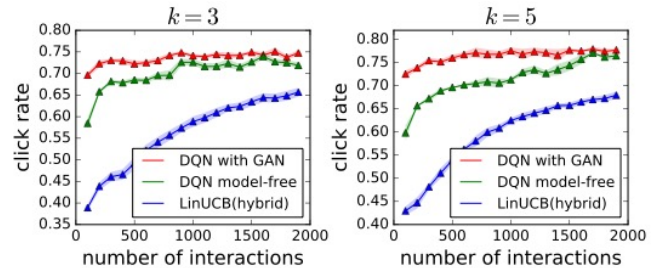 k = 3
0.80
0.75
0.70
0.65
0.60
0.55
0.50
0.45
0.40
0.35
click rate
DQN with GAN
DQN model-free
LinUCB(hybrid)
0 500 1000 1500 2000
number of interactions
k = 5
0.80
0.75
0.70
0.65
0.60
0.55
0.50
0.45
0.40
click rate
DQN with GAN
DQN model-free
LinUCB(hybrid)
0 500 1000 1500 2000
number of interactions